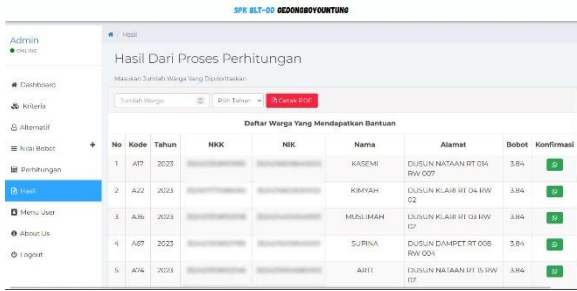 SPK BLT-DD GEDONGBOYOUNTUNG
Admin
ONLINE
Hasil
Hasil Dari Proses Perhitungan
Masukan Jumlah Warga Yang Diprioritaskan
Dashboard
Kriteria
Alternatif
Nilai Bobot
Perhitungan
Hasil
Menu User
About Us
Logout
Jumlah Warga Pilih Tahun Cetak PDF
Daftar Warga Yang Mendapatkan Bantuan
No Kode Tahun NKK NIK Nama Alamat Bobot Konfirmasi
1 A17 2023 KASEMI DUSUN NATAAN RT 014 RW 007 3.84
2 A22 2023 KIMYAH DUSUN KLARI RT 04 RW 02 3.84
3 A36 2023 MUSLIMAH DUSUN KLARI RT 03 RW 02 3.84
4 A67 2023 SUPINA DUSUN DAMPET RT 008 RW 004 3.84
5 A74 2023 ARTI DUSUN NATAAN RT 15 RW 07 3.84